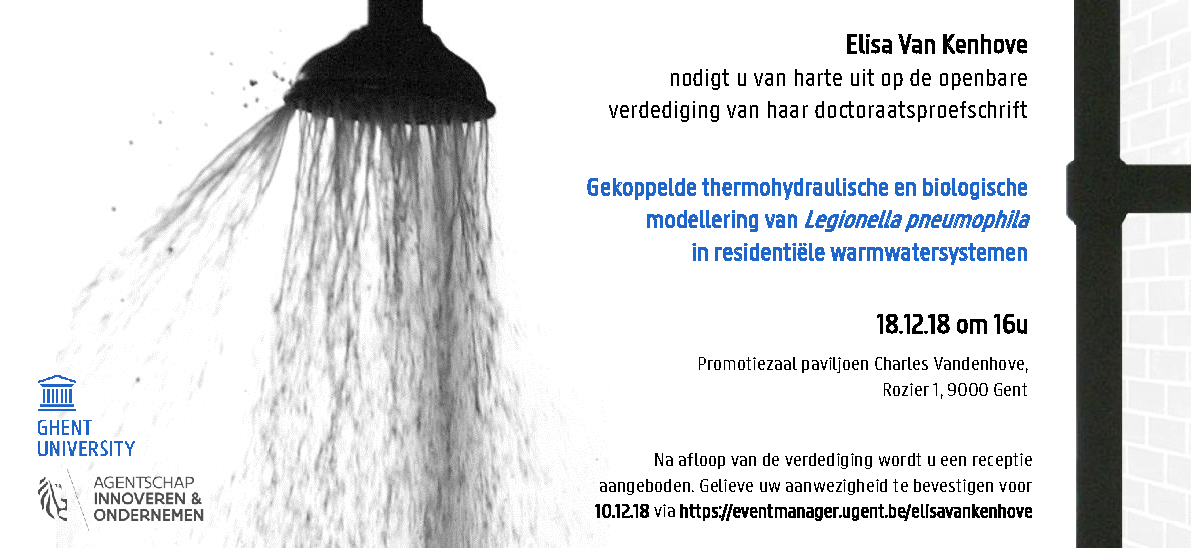 Elisa Van Kenhove
nodigt u van harte uit op de openbare
verdediging van haar doctoraatsproefschrift
Gekoppelde thermohydraulische en biologische
modellering van Legionella pneumophila
in residentiële warmwatersystemen
18.12.18 om 16u
Promotiezaal paviljoen Charles Vandenhove,
Rozier 1, 9000 Gent
Na afloop van de verdediging wordt u een receptie
aangeboden. Gelieve uw aanwezigheid te bevestigen voor
10.12.18 via https://eventmanager.ugent.be/elisavankenhove
GHENT
UNIVERSITY
AGENTSCHAP
INNOVEREN &
ONDERNEMEN